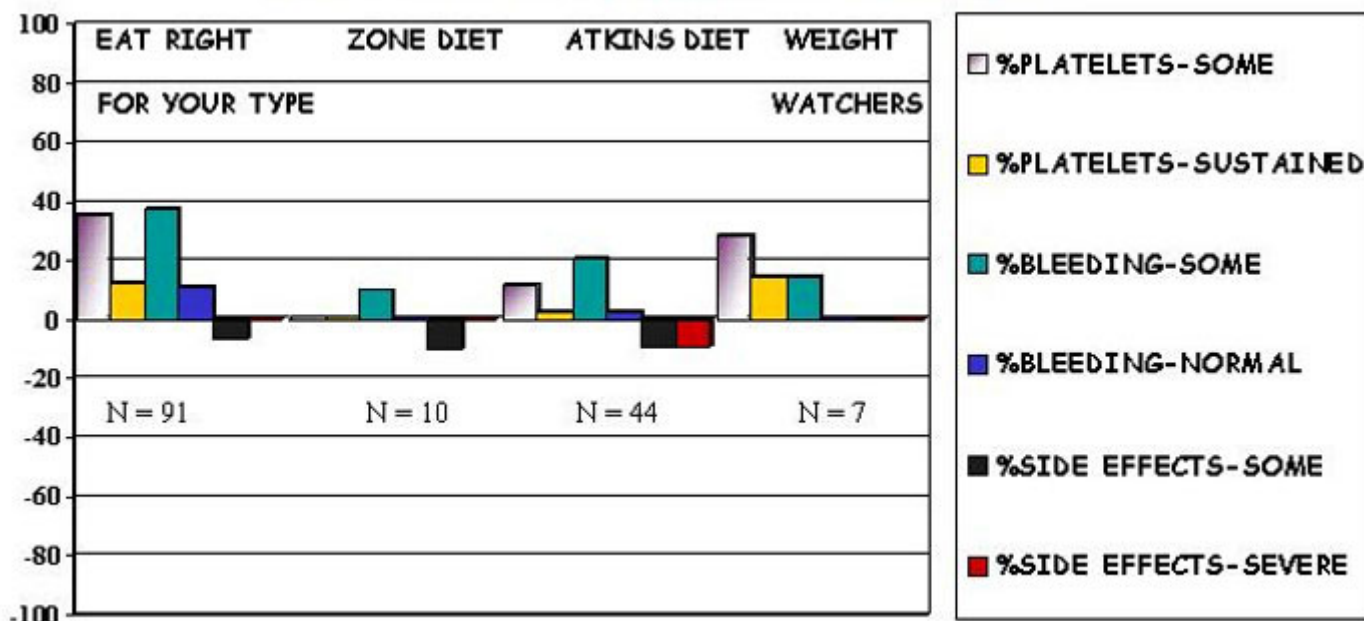 100
80
60
40
20
0
-20
-40
-60
-80
-100
EAT RIGHT ZONE DIET ATKINS DIET WEIGHT
FOR YOUR TYPE WATCHERS
N = 91 N = 10 N = 44 N = 7
%PLATELETS-SOME
%PLATELETS-SUSTAINED
%BLEEDING-SOME
%BLEEDING-NORMAL
%SIDE EFFECTS-SOME
%SIDE EFFECTS-SEVERE